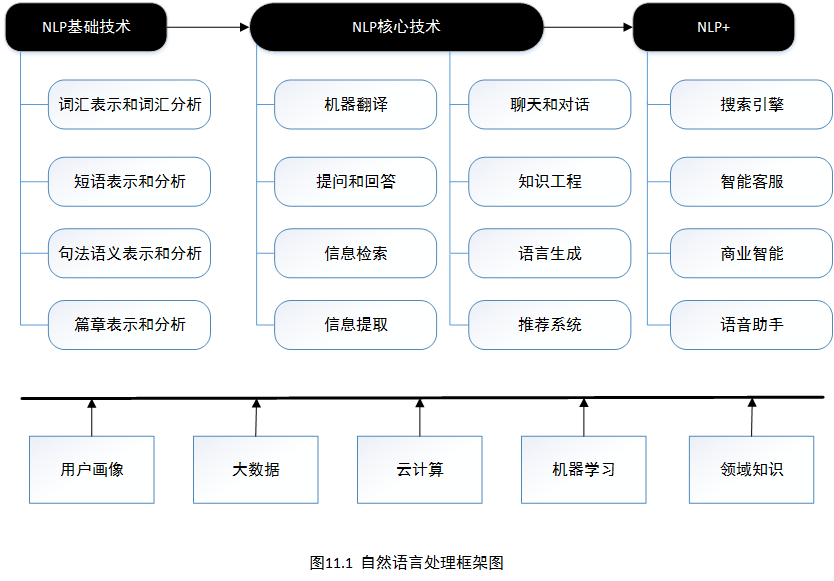 NLP基础技术
NLP核心技术
NLP+
词汇表示和词汇分析
机器翻译
聊天和对话
搜索引擎
短语表示和分析
提问和回答
知识工程
智能客服
句法语义表示和分析
信息检索
语言生成
商业智能
篇章表示和分析
信息提取
推荐系统
语音助手
用户画像
大数据
云计算
机器学习
领域知识
图11.1 自然语言处理框架图